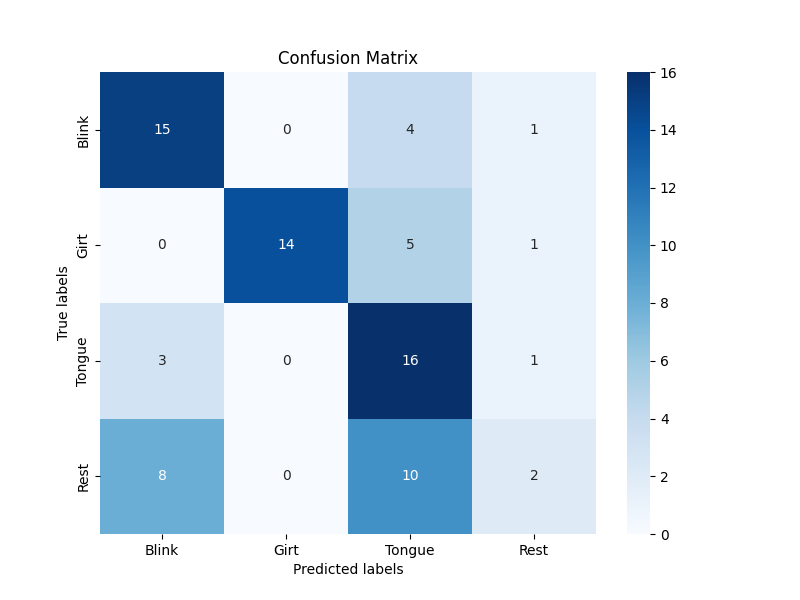 Confusion Matrix
True labels
Blink 15 0 4 1
Girt 0 14 5 1
Tongue 3 0 16 1
Rest 8 0 10 2
Blink Girt Tongue Rest
Predicted labels
16
14
12
10
8
6
4
2
0